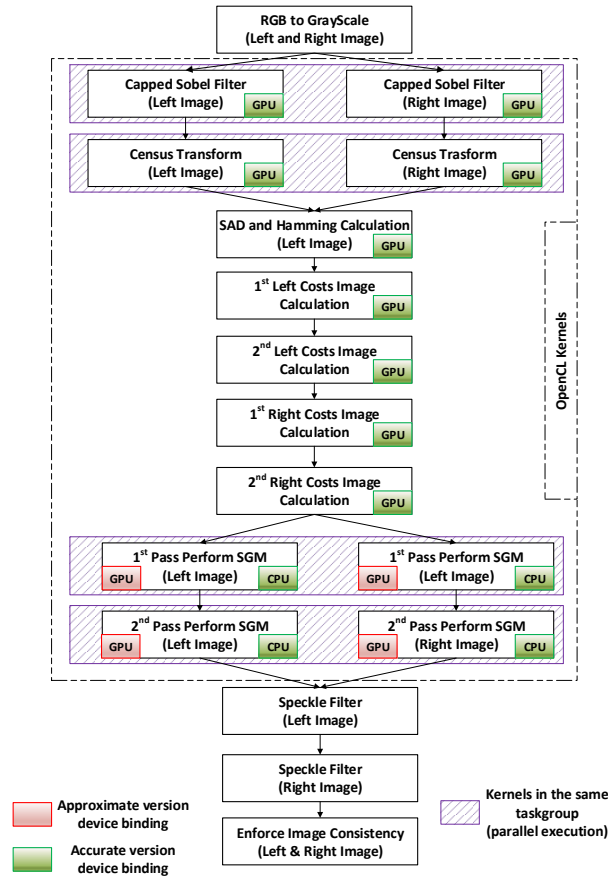 RGB to GrayScale
(Left and Right Image)
Capped Sobel Filter
(Left Image)
GPU
Capped Sobel Filter
(Right Image)
GPU
Census Transform
(Left Image)
GPU
Census Trasform
(Right Image)
GPU
SAD and Hamming Calculation
(Left Image)
GPU
1st Left Costs Image
Calculation
GPU
2nd Left Costs Image
Calculation
GPU
1st Right Costs Image
Calculation
GPU
2nd Right Costs Image
Calculation
GPU
OpenCL Kernels
1st Pass Perform SGM
(Left Image)
GPU
CPU
1st Pass Perform SGM
(Left Image)
GPU
CPU
2nd Pass Perform SGM
(Left Image)
GPU
CPU
2nd Pass Perform SGM
(Right Image)
GPU
CPU
Speckle Filter
(Left Image)
Speckle Filter
(Right Image)
Enforce Image Consistency
(Left & Right Image)
Approximate version
device binding
Accurate version
device binding
Kernels in the same
taskgroup
(parallel execution)